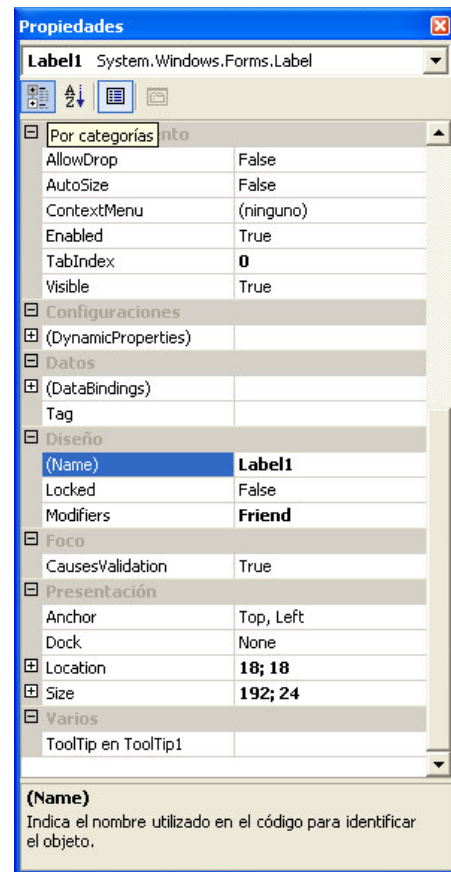 Propiedades
Label1 System.Windows.Forms.Label
Por categorías nto
AllowDrop False
AutoSize False
ContextMenu (ninguno)
Enabled True
TabIndex 0
Visible True
Configuraciones
(DynamicProperties)
Datos
(DataBindings)
Tag
Diseño
(Name) Label1
Locked False
Modifiers Friend
Foco
CausesValidation True
Presentación
Anchor Top, Left
Dock None
Location 18; 18
Size 192; 24
Varios
ToolTip en ToolTip1
(Name)
Indica el nombre utilizado en el código para identificar
el objeto.